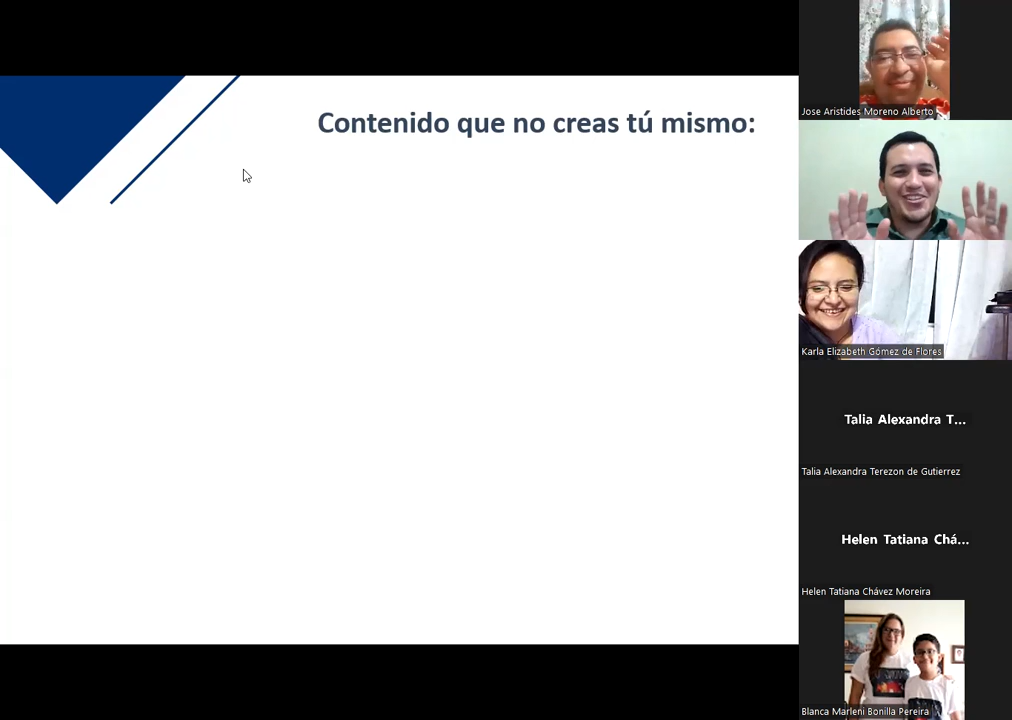 Contenido que no creas tú mismo:
Jose Aristides Moreno Alberto
Karla Elizabeth Gómez de Flores
Talia Alexandra T...
Talia Alexandra Terezon de Gutierrez
Helen Tatiana Chá...
Helen Tatiana Chávez Moreira
Blanca Marleni Bonilla Pereira